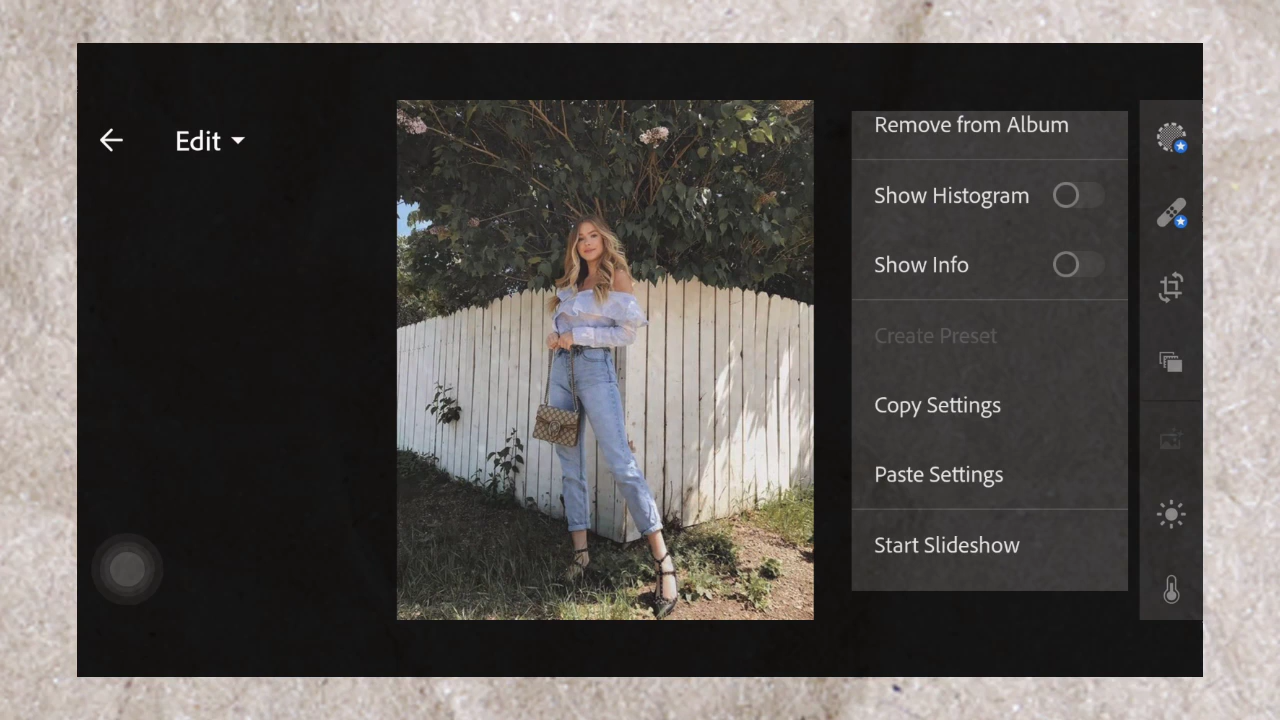 Edit
Remove from Album
Show Histogram
Show Info
Create Preset
Copy Settings
Paste Settings
Start Slideshow